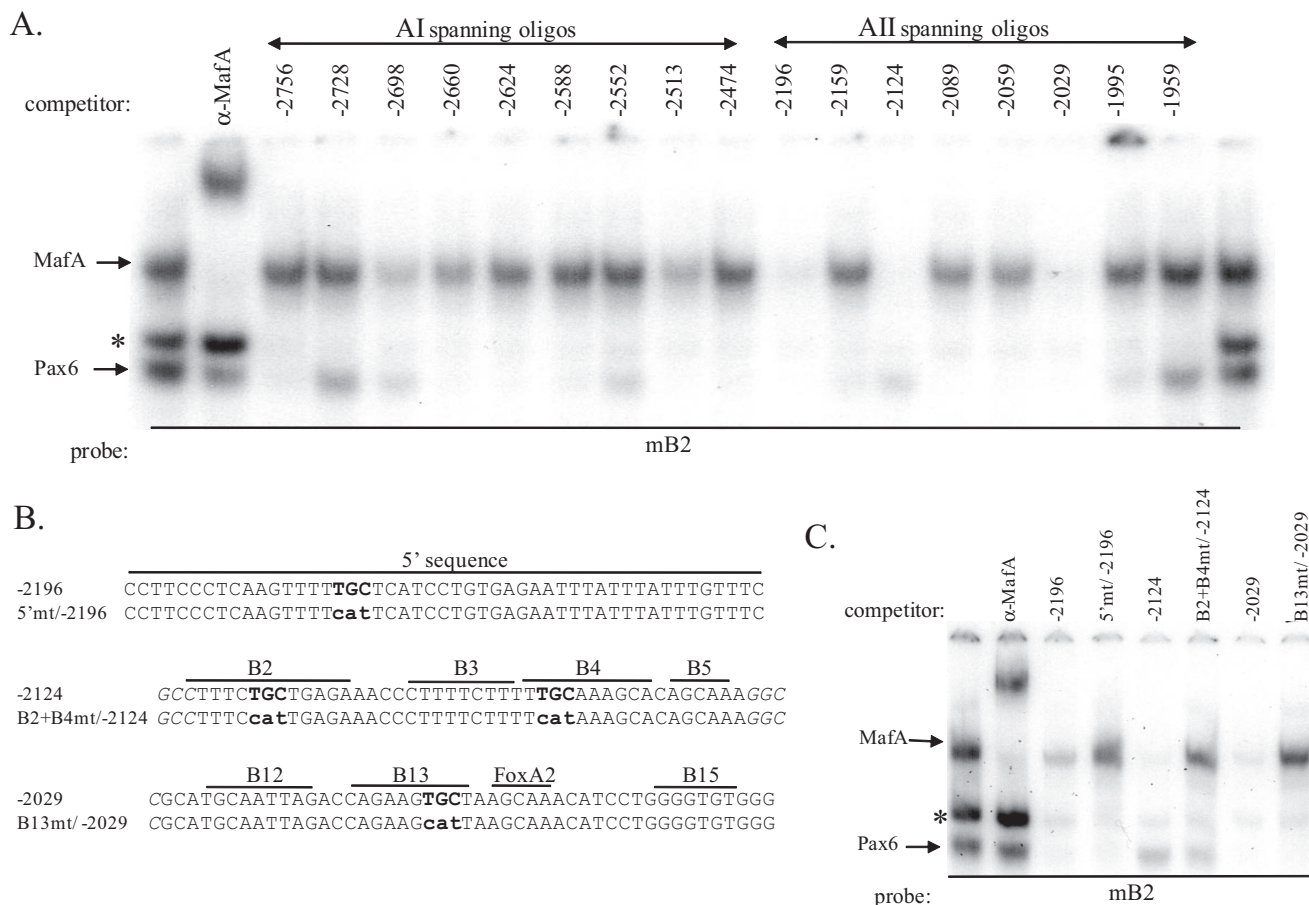 A.
AI spanning oligos
AII spanning oligos
competitor:
α-MafA
-2756
-2728
-2698
-2660
-2624
-2588
-2552
-2513
-2474
-2196
-2159
-2124
-2089
-2059
-2029
-1995
-1959
MafA
*
Pax6
probe:
mB2
B.
5' sequence
-2196 CCTTCCCTCAAGTTTTTGCTCATCCTGTGAGAATTTATTTATTTGTTTC
5'mt/-2196 CCTTCCCTCAAGTTTTcatTCATCCTGTGAGAATTTATTTATTTGTTTC
B2 B3 B4 B5
-2124 GCCTTTCTGCTGAGAAACCCTTTTCTTTTTGCAAAGCACAGCAAAGGC
B2+B4mt/-2124 GCCTTTCcatTGAGAAACCCTTTTCTTTTcatAAAGCACAGCAAAGGC
B12 B13 FoxA2 B15
-2029 CGCATGCAATTAGACCAGAAGTGCTAAGCAAACATCCTGGGGTGTGGG
B13mt/-2029 CGCATGCAATTAGACCAGAAGcatTAAGCAAACATCCTGGGGTGTGGG
C.
competitor:
α-MafA
-2196
5'mt/-2196
-2124
B2+B4mt/-2124
-2029
B13mt/-2029
MafA
*
Pax6
probe:
mB2